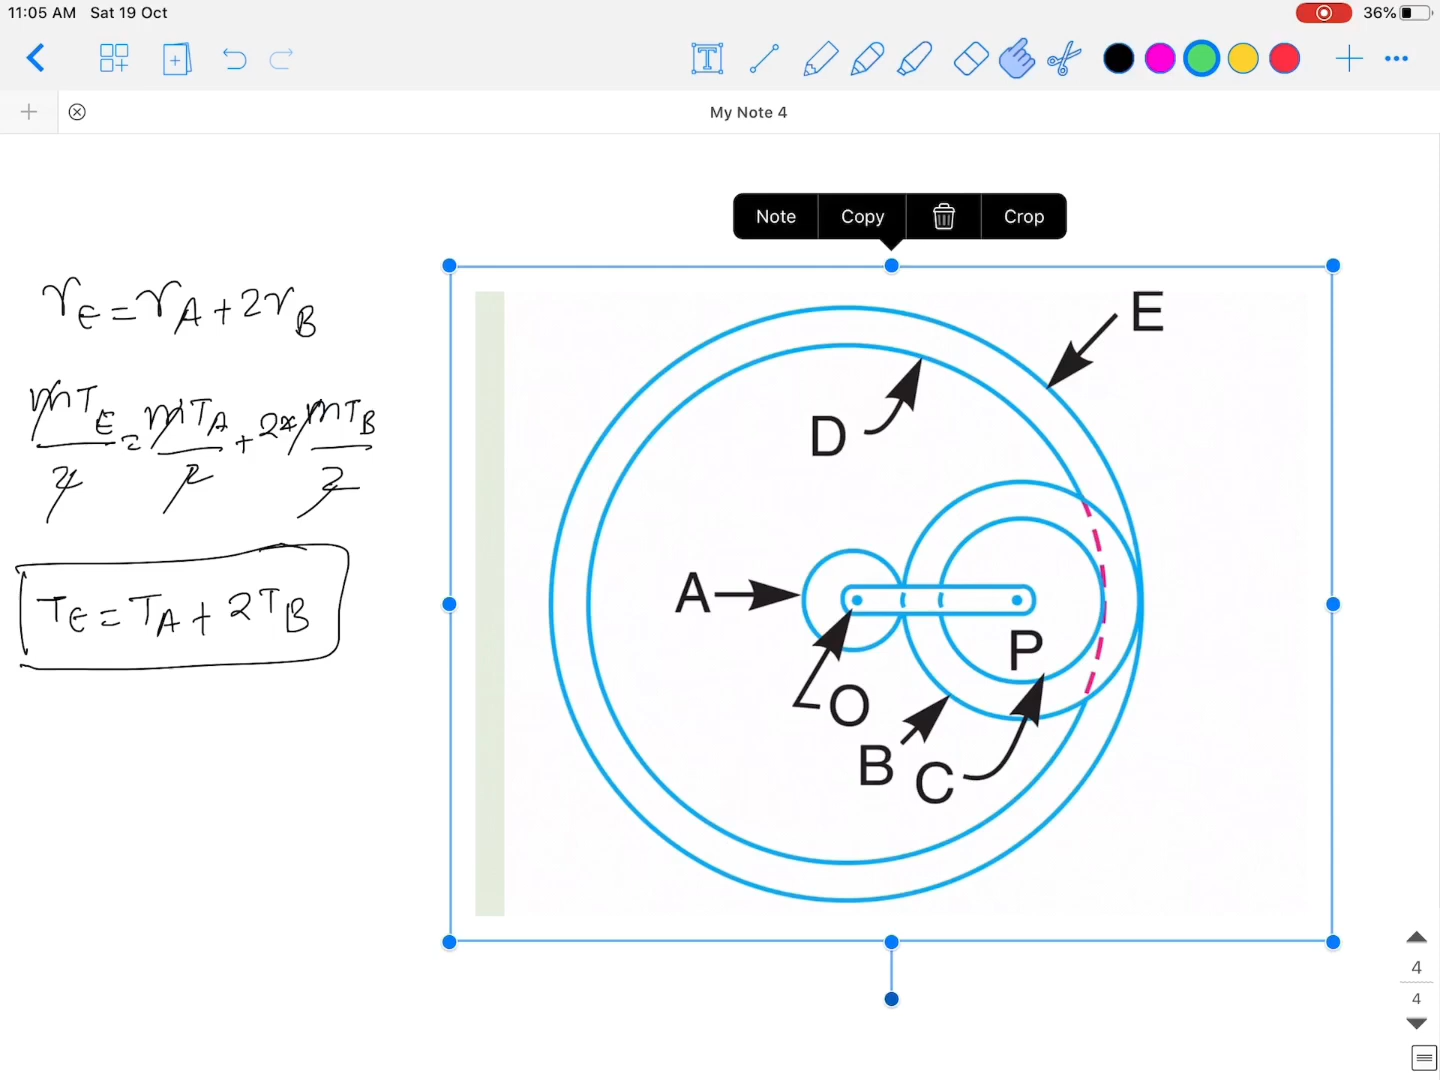 11:05 AM Sat 19 Oct
36%
T
My Note 4
Note Copy Crop
r_E = r_A + 2r_B
mT_E/2 = mT_A/2 + 2×mT_B/2
T_E = T_A + 2T_B
E
D
A
P
O
B
C
4
4